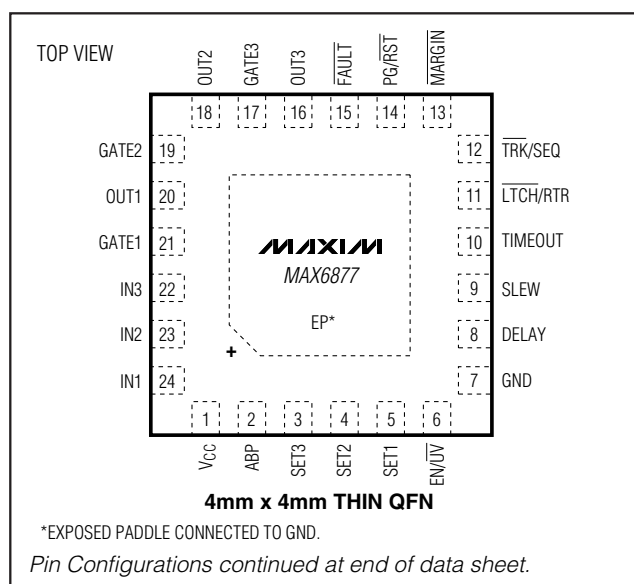 TOP VIEW
OUT2
GATE3
OUT3
FAULT
PG/RST
MARGIN
18
17
16
15
14
13
GATE2 19
12 TRK/SEQ
OUT1 20
11 LTCH/RTR
GATE1 21
10 TIMEOUT
IN3 22
9 SLEW
IN2 23
8 DELAY
IN1 24
7 GND
MAXIM
MAX6877
EP*
+
1
2
3
4
5
6
VCC
ABP
SET3
SET2
SET1
EN/UV
4mm x 4mm THIN QFN
*EXPOSED PADDLE CONNECTED TO GND.
Pin Configurations continued at end of data sheet.